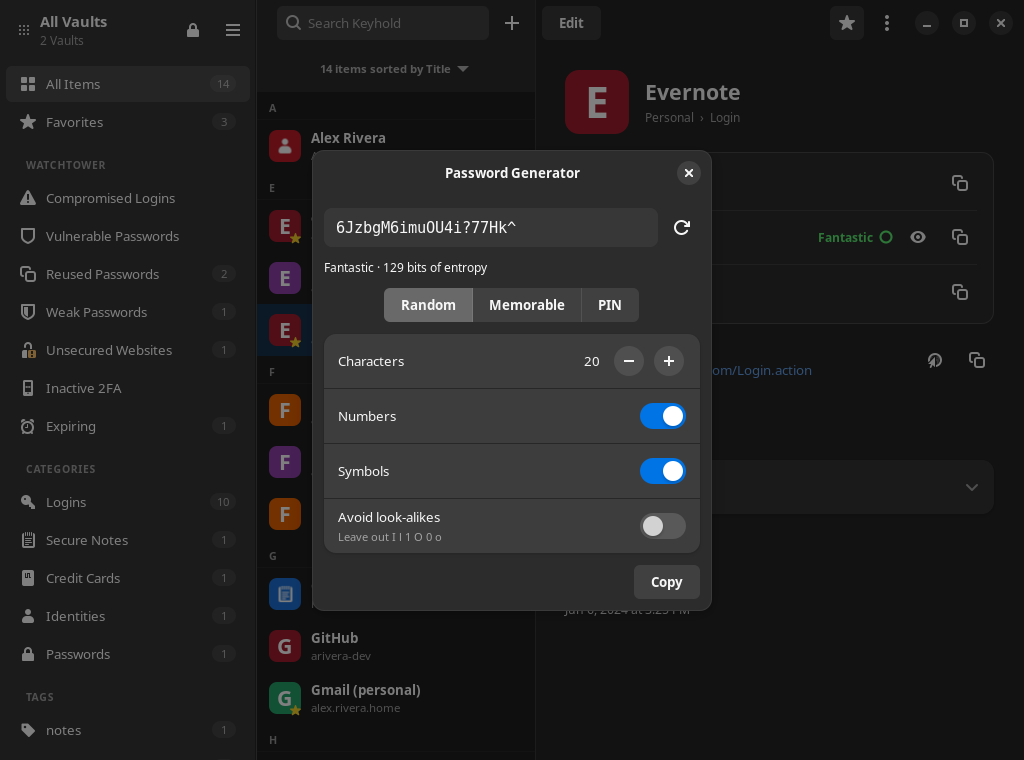 All Vaults
2 Vaults
All Items 14
Favorites 3
WATCHTOWER
Compromised Logins
Vulnerable Passwords
Reused Passwords 2
Weak Passwords 1
Unsecured Websites 1
Inactive 2FA
Expiring 1
CATEGORIES
Logins 10
Secure Notes 1
Credit Cards 1
Identities 1
Passwords 1
TAGS
notes 1
Search Keyhold
14 items sorted by Title
A
Alex Rivera
E
E
E
E
F
F
F
F
G
G
GitHub
arivera-dev
G
Gmail (personal)
alex.rivera.home
H
Edit
E
Evernote
Personal › Login
Fantastic
om/Login.action
Password Generator
6JzbgM6imuOU4i?77Hk^
Fantastic · 129 bits of entropy
Random Memorable PIN
Characters 20
Numbers
Symbols
Avoid look-alikes
Leave out I l 1 O 0 o
Copy